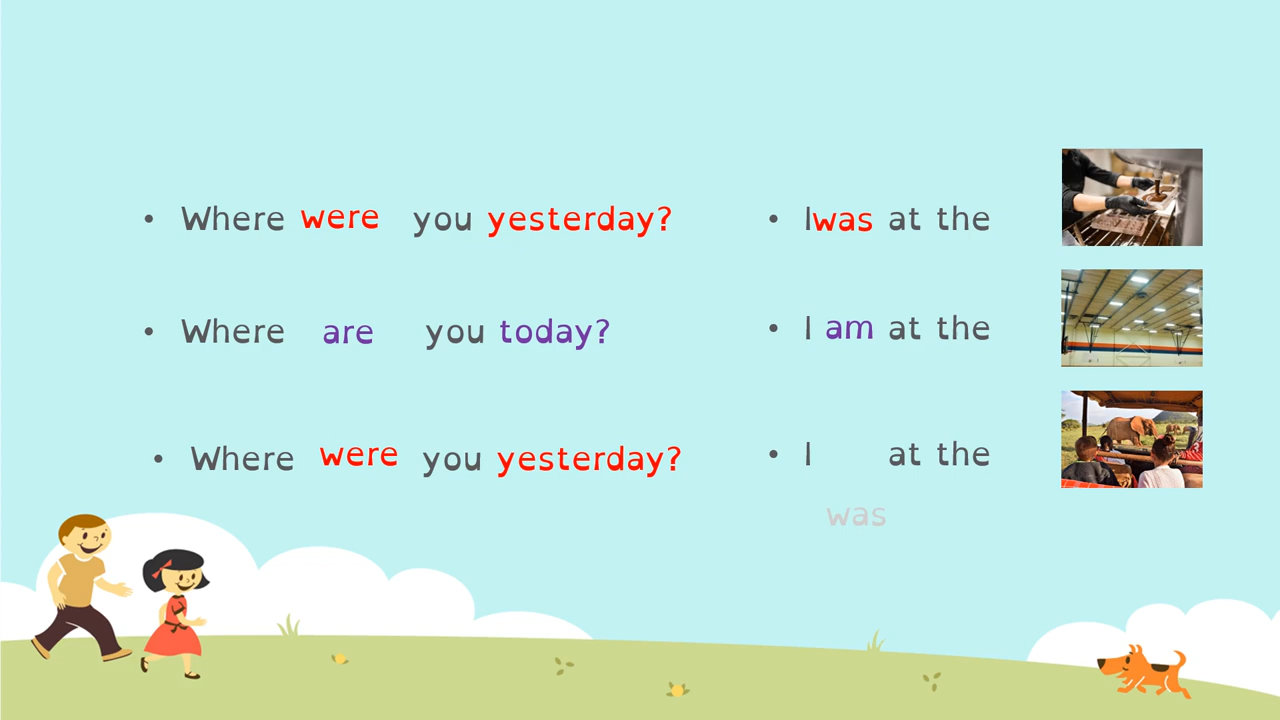 • Where were you yesterday?
• I was at the
• Where are you today?
• I am at the
• Where were you yesterday?
• I at the
was